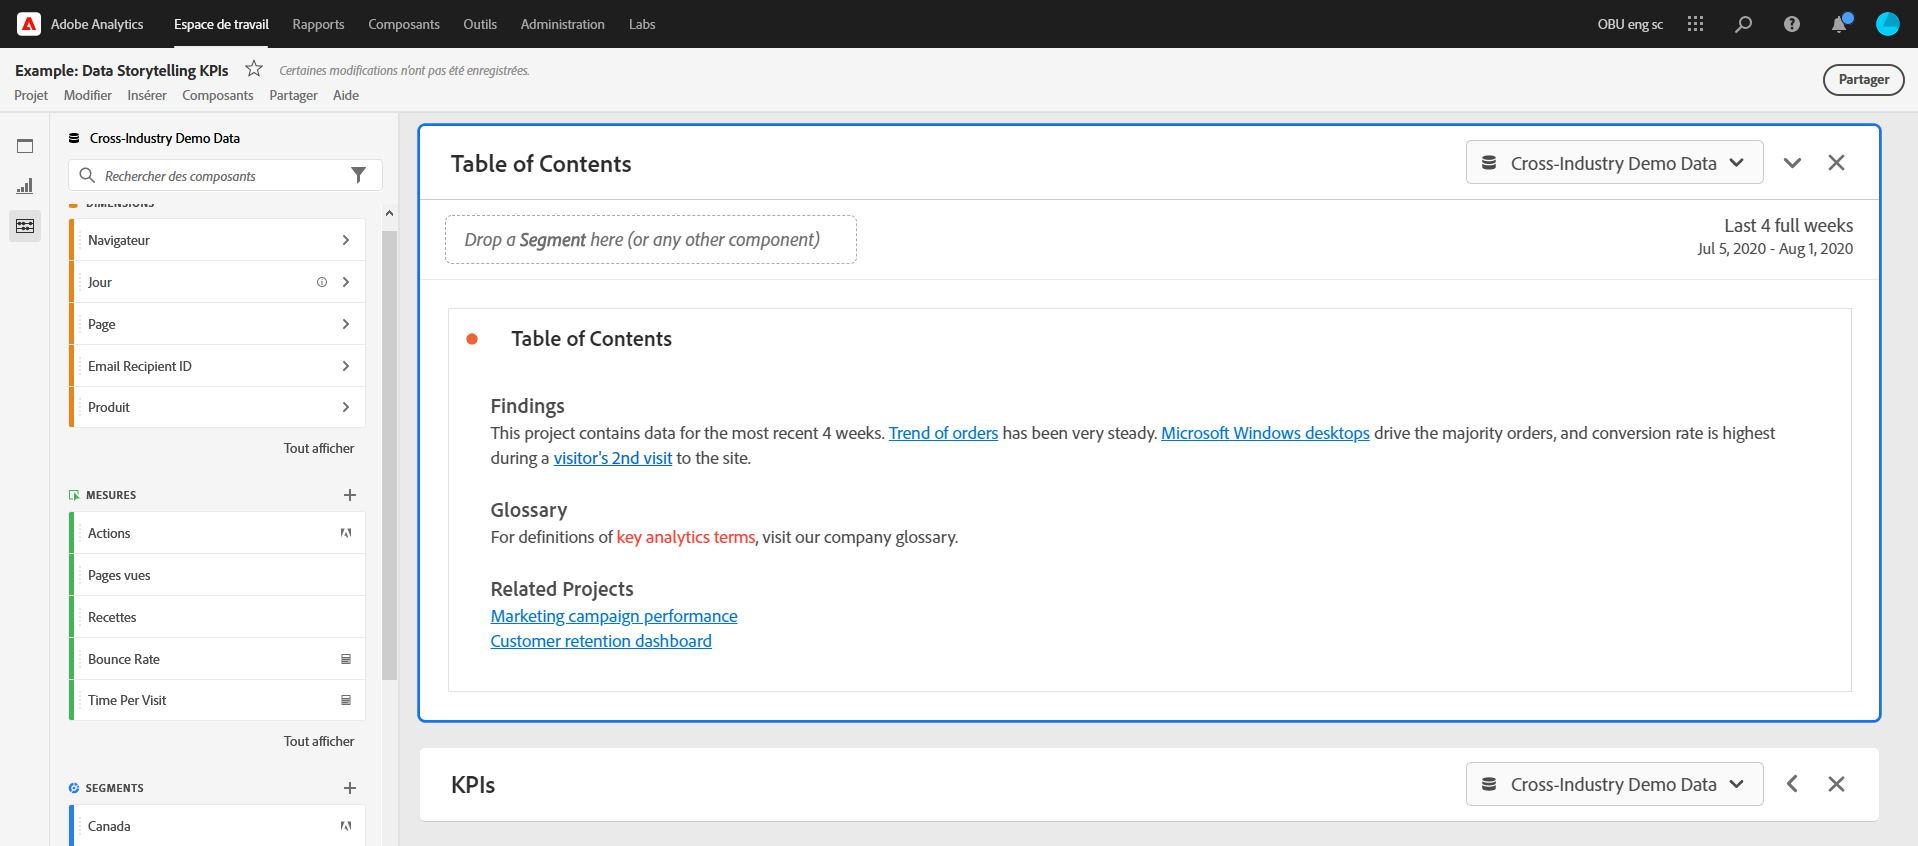 Adobe Analytics Espace de travail Rapports Composants Outils Administration Labs OBU eng sc
Example: Data Storytelling KPIs Certaines modifications n'ont pas été enregistrées.
Projet Modifier Insérer Composants Partager Aide
Partager
Cross-Industry Demo Data
Rechercher des composants
DIMENSIONS
Navigateur
Jour
Page
Email Recipient ID
Produit
Tout afficher
MESURES
Actions
Pages vues
Recettes
Bounce Rate
Time Per Visit
Tout afficher
SEGMENTS
Canada
Table of Contents
Cross-Industry Demo Data
Drop a Segment here (or any other component)
Last 4 full weeks
Jul 5, 2020 - Aug 1, 2020
Table of Contents
Findings
This project contains data for the most recent 4 weeks. Trend of orders has been very steady. Microsoft Windows desktops drive the majority orders, and conversion rate is highest
during a visitor's 2nd visit to the site.
Glossary
For definitions of key analytics terms, visit our company glossary.
Related Projects
Marketing campaign performance
Customer retention dashboard
KPIs
Cross-Industry Demo Data